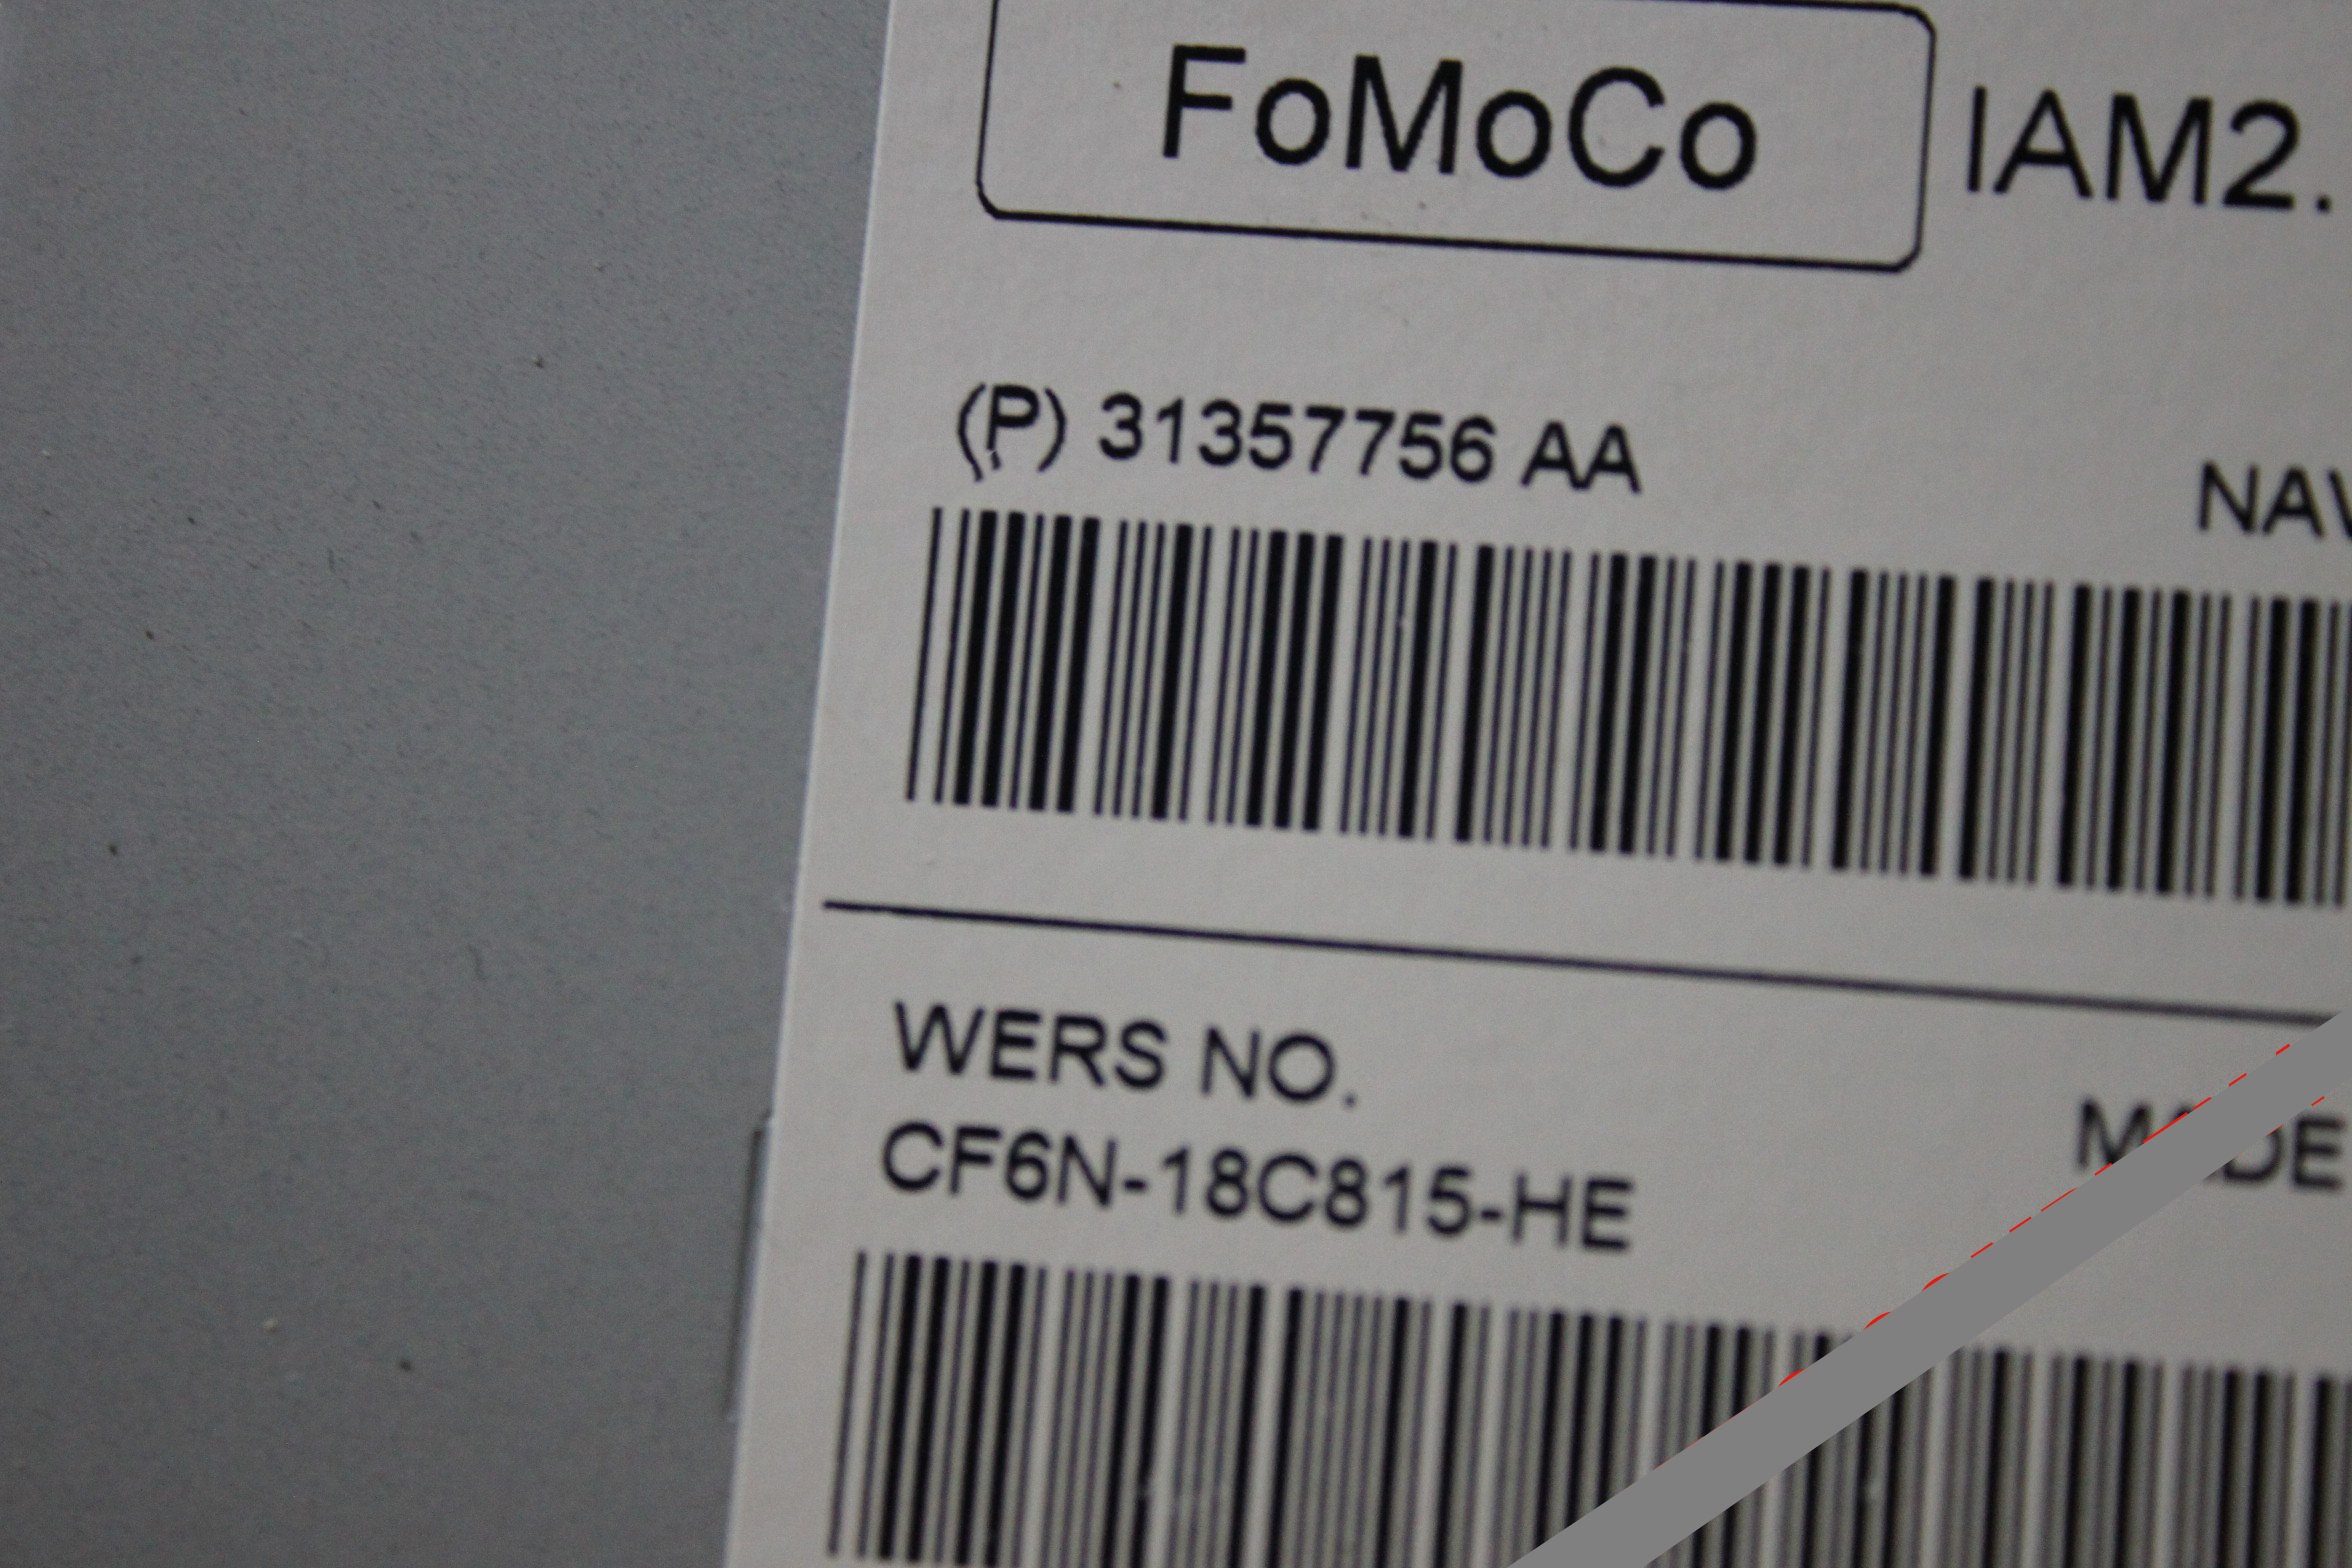 FoMoCo IAM2.
(P) 31357756 AA
NAV
WERS NO.
CF6N-18C815-HE